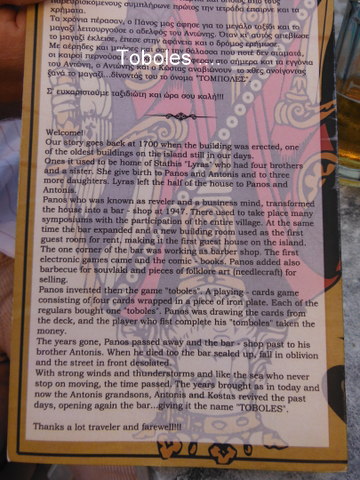 χρήματα.
Τα χρόνια πέρασαν, ο Πάνος μας άφησε για το μεγάλο ταξίδι και το
Toboles......
Σ' ευχαριστούμε ταξιδιώτη και ώρα σου καλή!!!
Welcome!
Our story goes back at 1700 when the building was erected, one
of the oldest buildings on the island still in our days.
Ones it used to be home of Stathis "Lyras" who had four brothers
and a sister. She give birth to Panos and Antonis and to three
more daughters. Lyras left the half of the house to Panos and
Antonis.
Panos who was known as reveler and a business mind, transformed
the house into a bar - shop at 1947. There used to take place many
symposiums with the participation of the entire village. At the same
time the bar expanded and a new building room used as the first
guest room for rent, making it the first guest house on the island.
The one corner of the bar was working as barber shop. The first
electronic games came and the comic - books. Panos added also
barbecue for souvlaki and pieces of folklore art (needlecraft) for
selling.
Panos invented then the game "toboles". A playing - cards game
consisting of four cards wrapped in a piece of iron plate. Each of the
regulars bought one "toboles". Panos was drawing the cards from
the deck, and the player who fist complete his "tomboles" taken the
money.
The years gone, Panos passed away and the bar - shop past to his
brother Antonis. When he died too the bar sealed up, fall in oblivion
and the street in front desolated.
With strong winds and thunderstorms and like the sea who never
stop on moving, the time passed. The years brought as in today and
now the Antonis grandsons, Antonis and Kostas revived the past
days, opening again the bar...giving it the name "TOBOLES".
Thanks a lot traveler and farewell!!!!